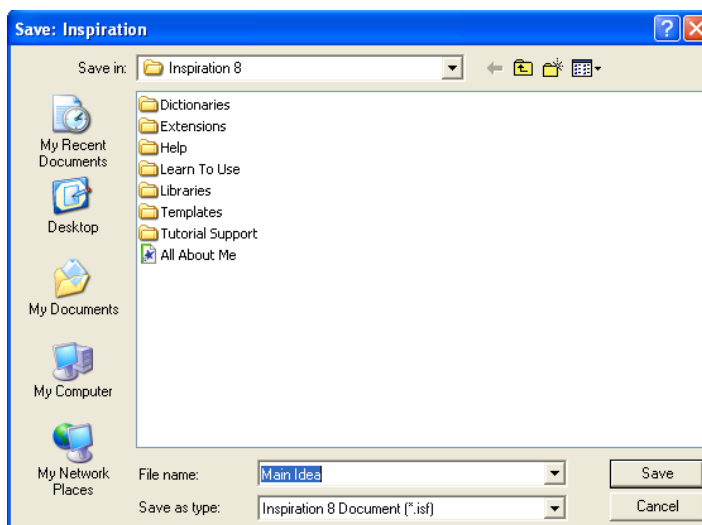 Save: Inspiration
Save in: Inspiration 8
Dictionaries
Extensions
Help
Learn To Use
Libraries
Templates
Tutorial Support
All About Me
My Recent
Documents
Desktop
My Documents
My Computer
My Network
Places
File name: Main Idea Save
Save as type: Inspiration 8 Document (*.isf) Cancel